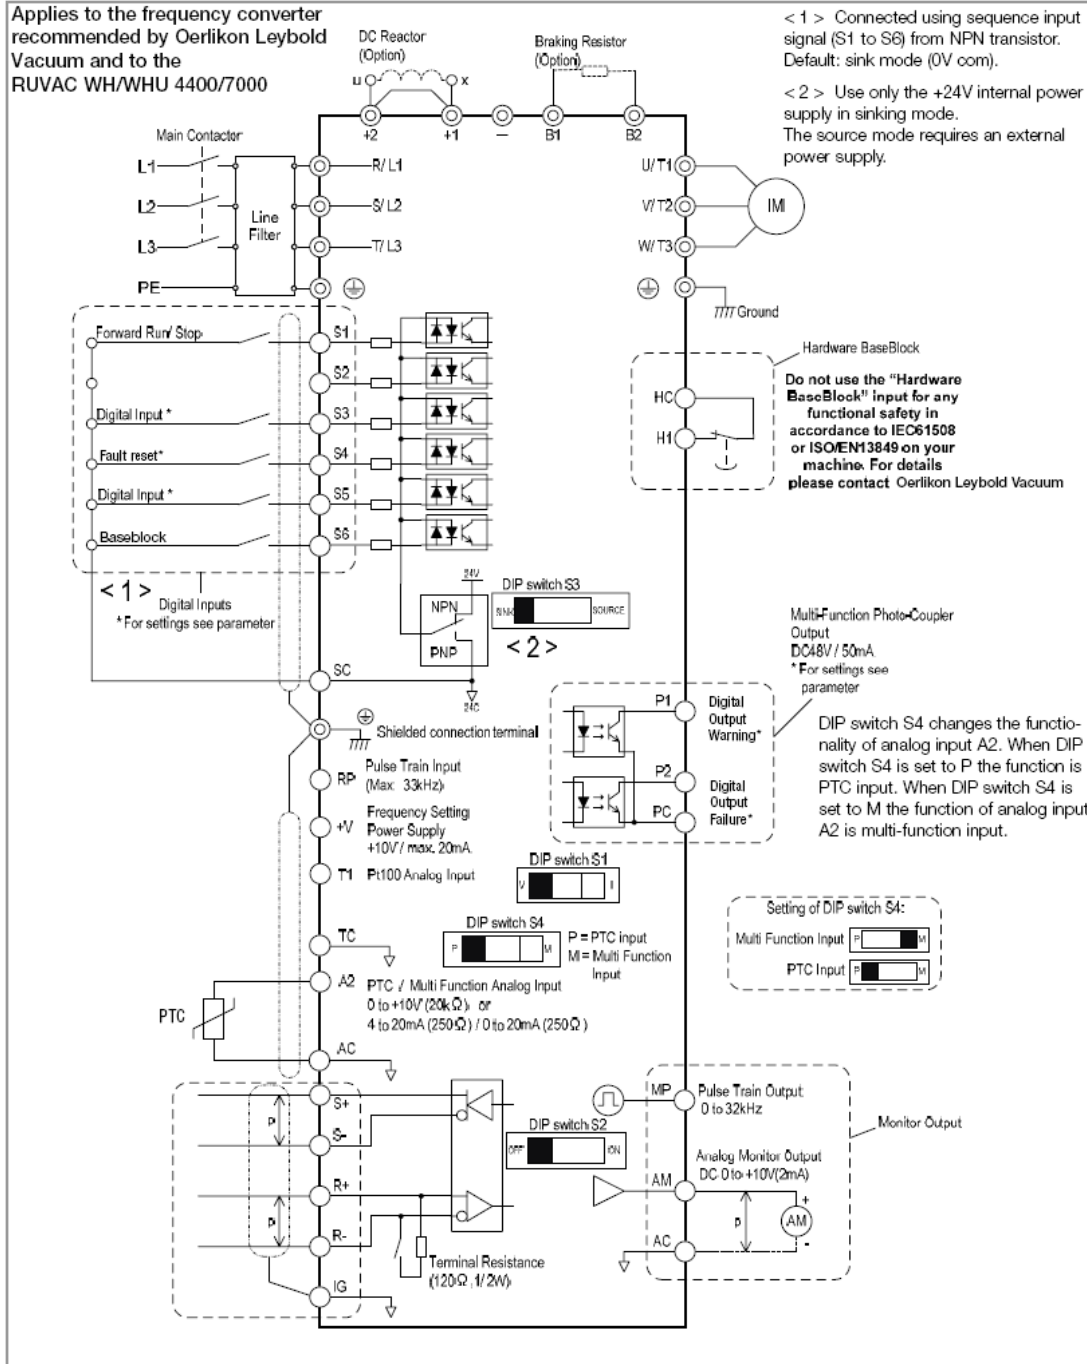 Applies to the frequency converter
recommended by Oerlikon Leybold
Vacuum and to the
RUVAC WH/WHU 4400/7000
DC Reactor
(Option)
u
x
Braking Resistor
(Option)
< 1 > Connected using sequence input
signal (S1 to S6) from NPN transistor.
Default: sink mode (0V com).
< 2 > Use only the +24V internal power
supply in sinking mode.
The source mode requires an external
power supply.
+2
+1
–
B1
B2
Main Contactor
L1
L2
L3
PE
Line
Filter
R/ L1
S/ L2
T/ L3
U/ T1
V/ T2
W/ T3
IMI
Ground
Forward Run/ Stop
Digital Input *
Fault reset*
Digital Input *
Baseblock
S1
S2
S3
S4
S5
S6
Hardware BaseBlock
HC
H1
Do not use the "Hardware
BaseBlock" input for any
functional safety in
accordance to IEC61508
or ISO/EN13849 on your
machine. For details
please contact Oerlikon Leybold Vacuum
< 1 >
Digital Inputs
* For settings see parameter
24V
NPN
PNP
24C
DIP switch S3
SINK
SOURCE
< 2 >
SC
Shielded connection terminal
Multi-Function Photo-Coupler
Output
DC48V / 50mA
* For settings see
parameter
P1
Digital
Output
Warning*
P2
Digital
Output
Failure*
PC
DIP switch S4 changes the functio-
nality of analog input A2. When DIP
switch S4 is set to P the function is
PTC input. When DIP switch S4 is
set to M the function of analog input
A2 is multi-function input.
RP
Pulse Train Input
(Max: 33kHz)
+V
Frequency Setting
Power Supply
+10V / max. 20mA
T1
Pt100 Analog Input
DIP switch S1
V
I
DIP switch S4
P
M
P = PTC input
M = Multi Function
Input
Setting of DIP switch S4:
Multi Function Input
P
M
PTC Input
P
M
TC
A2
PTC / Multi Function Analog Input
0 to +10V (20kΩ) or
4 to 20mA (250Ω) / 0 to 20mA (250Ω)
PTC
AC
S+
S-
R+
R-
IG
P
P
DIP switch S2
OFF
ON
Terminal Resistance
(120Ω, 1/2W)
MP
Pulse Train Output
0 to 32kHz
Monitor Output
Analog Monitor Output
DC 0 to +10V(2mA)
AM
AC
P
+
AM
-